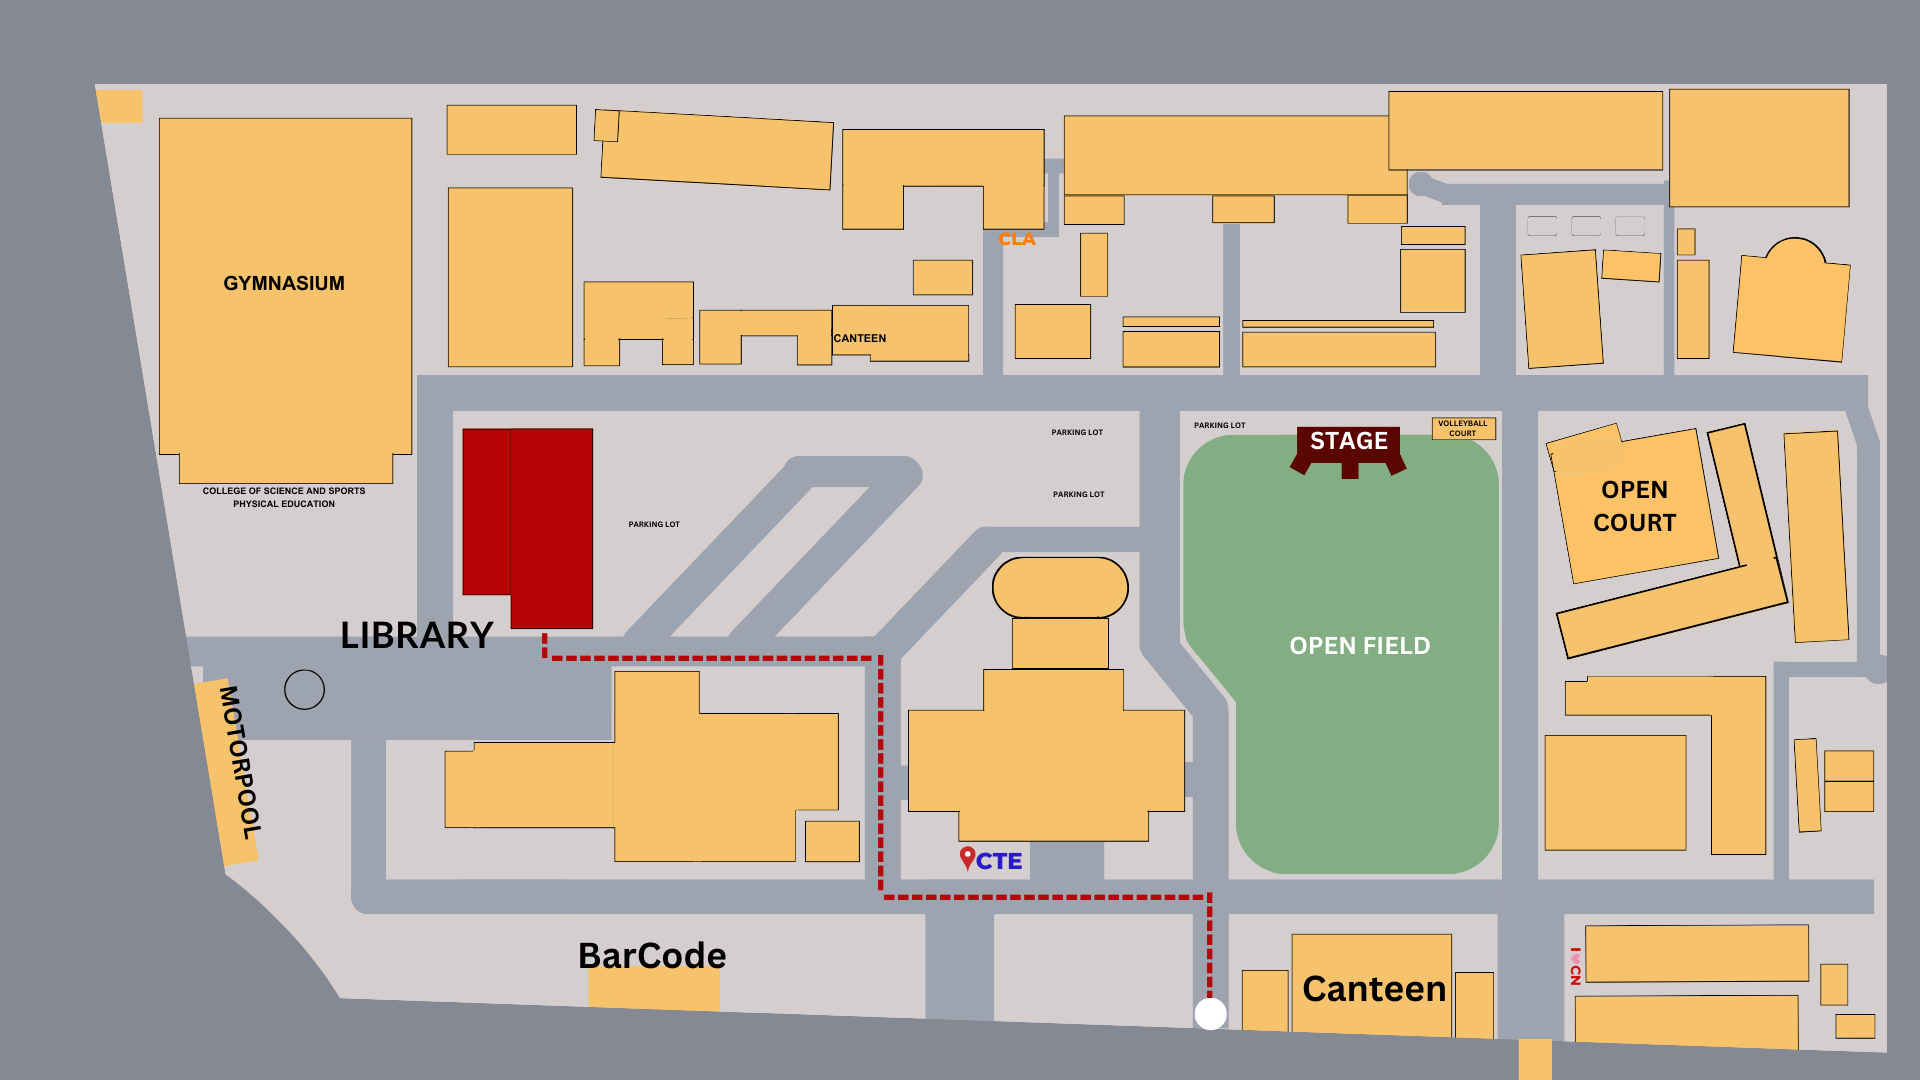 CLA
GYMNASIUM
CANTEEN
COLLEGE OF SCIENCE AND SPORTS
PHYSICAL EDUCATION
PARKING LOT
PARKING LOT
STAGE
VOLLEYBALL
COURT
PARKING LOT
PARKING LOT
OPEN
COURT
LIBRARY
OPEN FIELD
MOTORPOOL
CTE
BarCode
Canteen
I ♥ CN